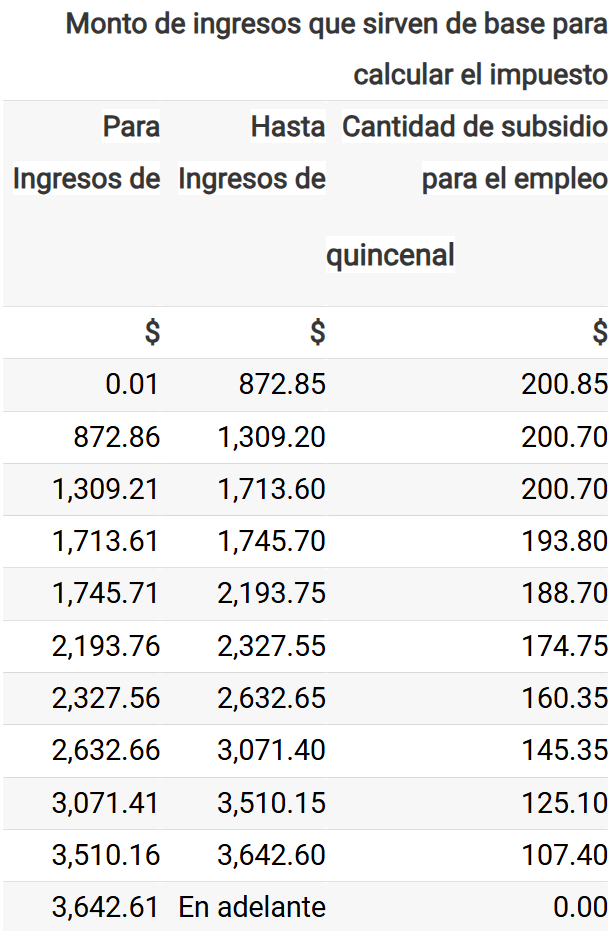 Monto de ingresos que sirven de base para
calcular el impuesto
Para Hasta Cantidad de subsidio
Ingresos de Ingresos de para el empleo
quincenal
$ $ $
0.01 872.85 200.85
872.86 1,309.20 200.70
1,309.21 1,713.60 200.70
1,713.61 1,745.70 193.80
1,745.71 2,193.75 188.70
2,193.76 2,327.55 174.75
2,327.56 2,632.65 160.35
2,632.66 3,071.40 145.35
3,071.41 3,510.15 125.10
3,510.16 3,642.60 107.40
3,642.61 En adelante 0.00